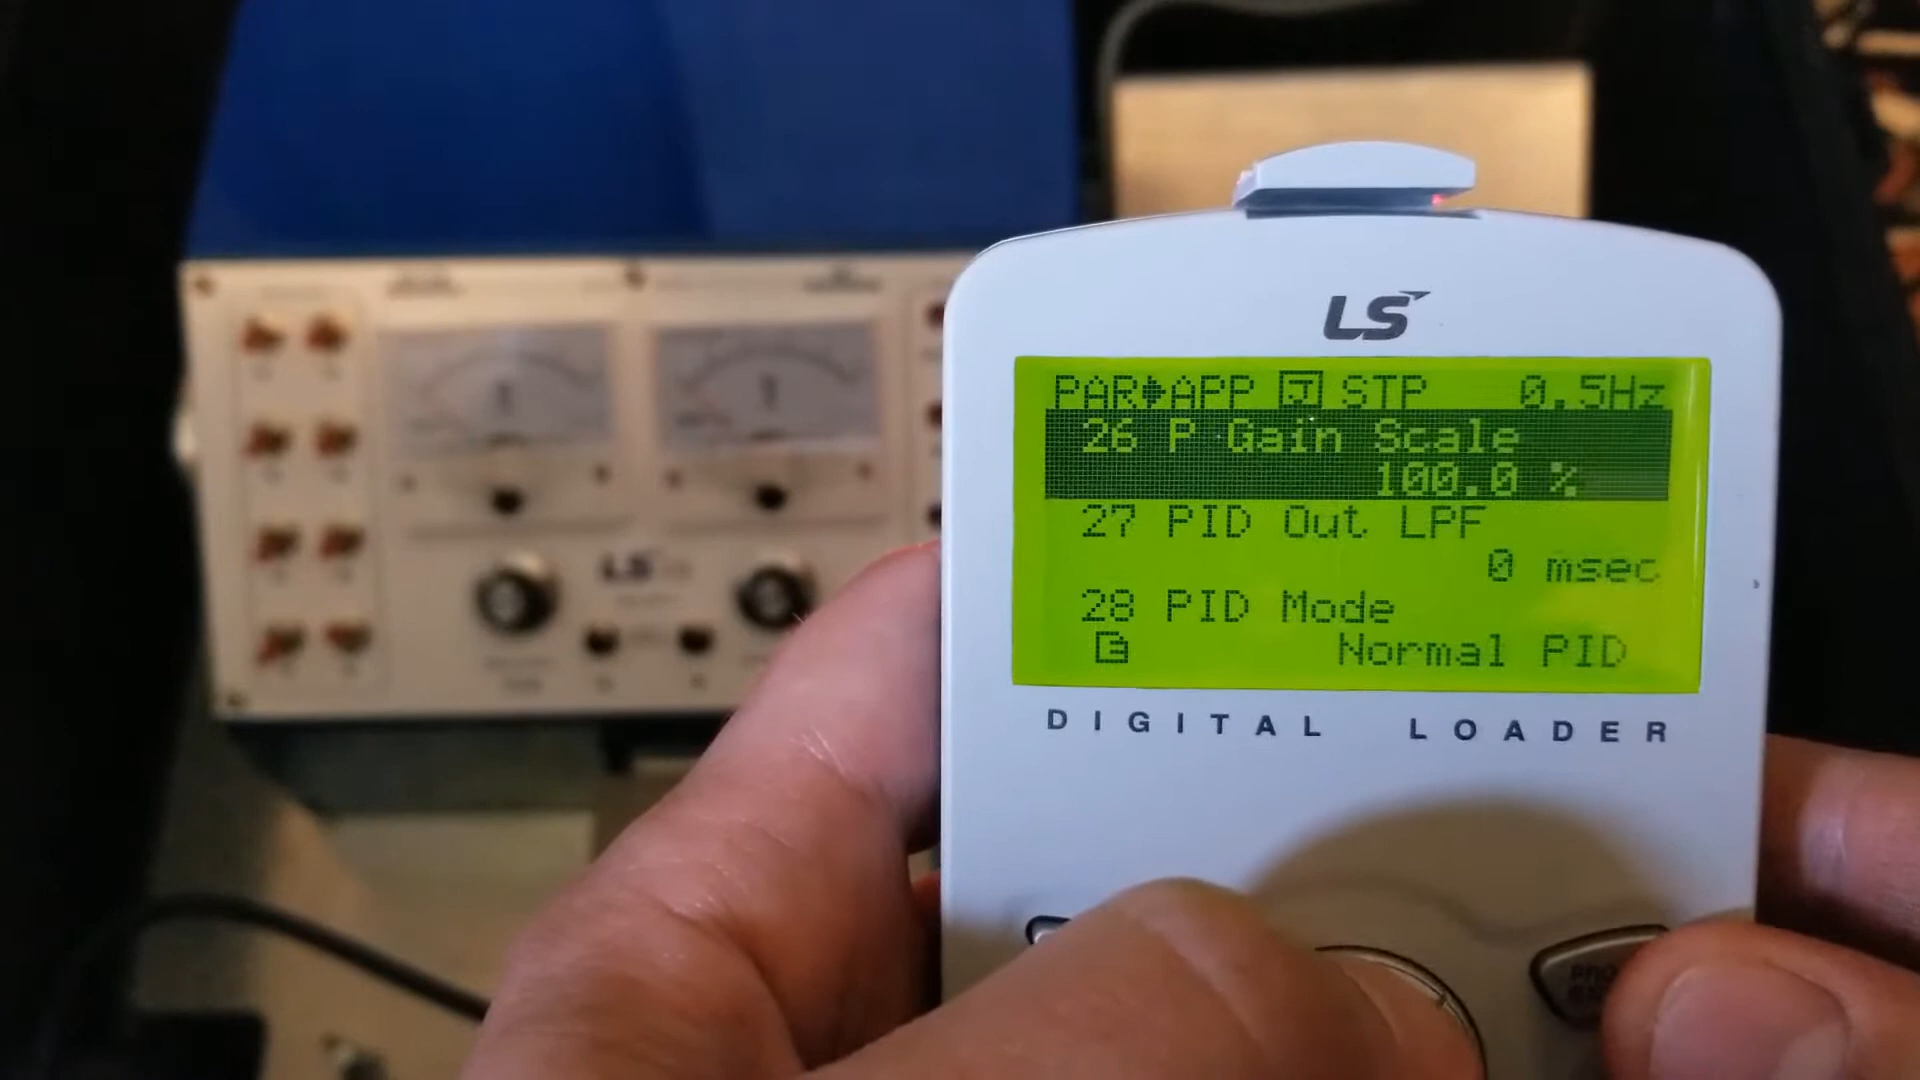 LS
PAR➧APP J STP 0.5Hz
26 P Gain Scale
100.0 %
27 PID Out LPF
0 msec
28 PID Mode
Normal PID
DIGITAL LOADER
LS